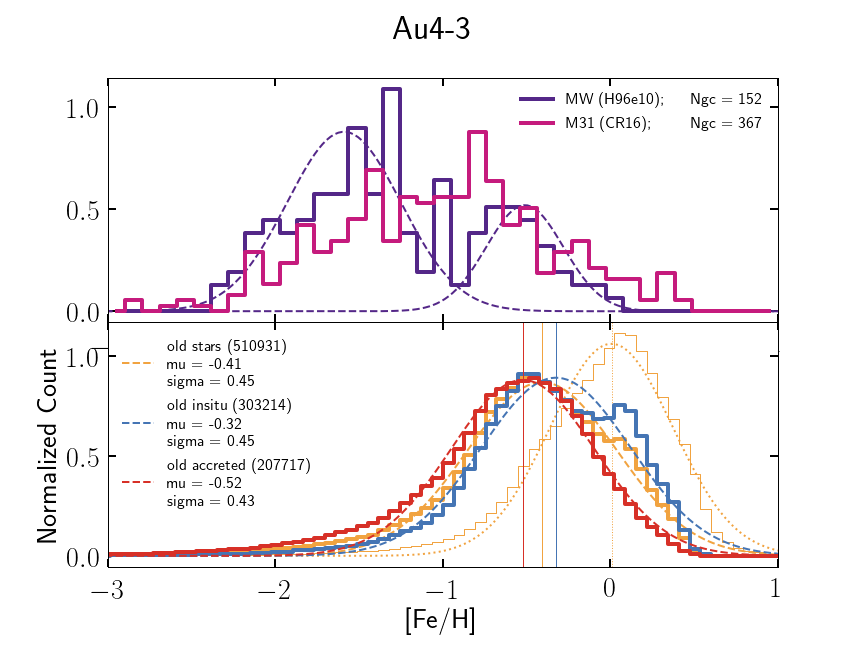 Au4-3
MW (H96e10); Ngc = 152
M31 (CR16); Ngc = 367
1.0
0.5
0.0
old stars (510931)
mu = -0.41
sigma = 0.45
old insitu (303214)
mu = -0.32
sigma = 0.45
old accreted (207717)
mu = -0.52
sigma = 0.43
1.0
0.5
0.0
Normalized Count
−3 −2 −1 0 1
[Fe/H]